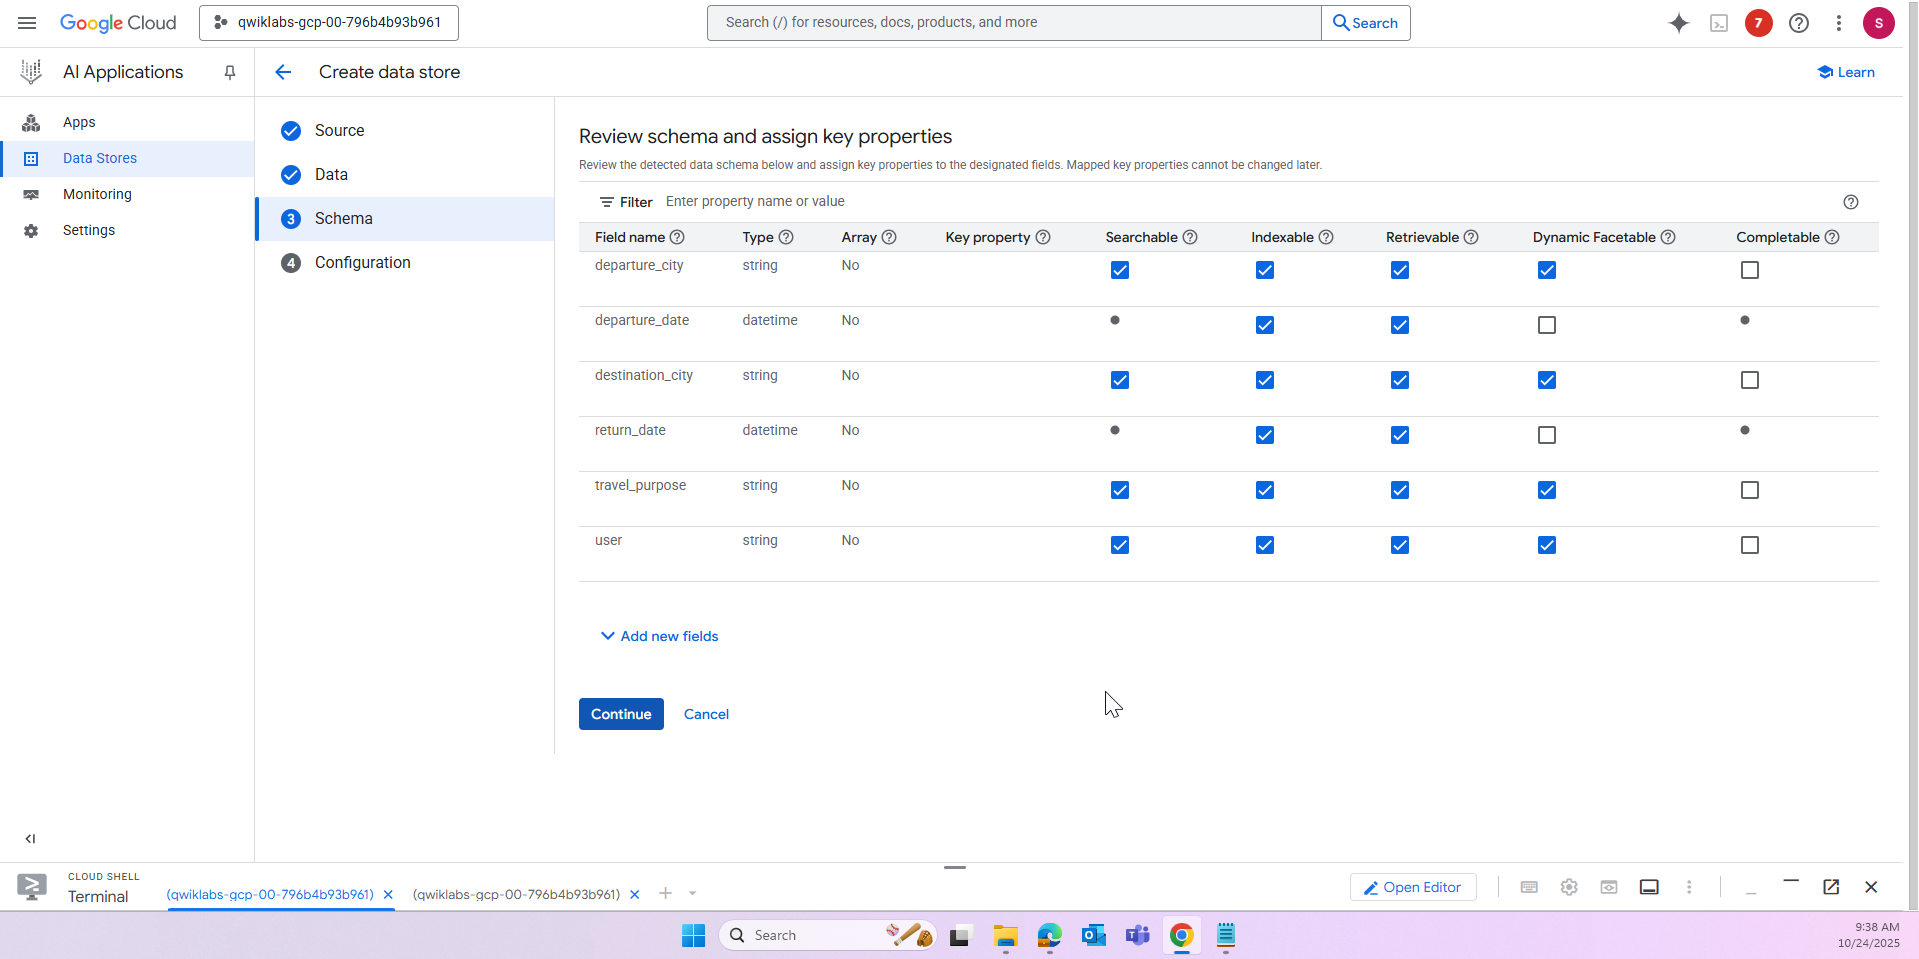 Google Cloud
qwiklabs-gcp-00-796b4b93b961
Search (/) for resources, docs, products, and more
Search
7
S
AI Applications
Create data store
Learn
Apps
Data Stores
Monitoring
Settings
Source
Data
3 Schema
4 Configuration
Review schema and assign key properties
Review the detected data schema below and assign key properties to the designated fields. Mapped key properties cannot be changed later.
Filter Enter property name or value
Field name Type Array Key property Searchable Indexable Retrievable Dynamic Facetable Completable
departure_city string No
departure_date datetime No
destination_city string No
return_date datetime No
travel_purpose string No
user string No
Add new fields
Continue Cancel
CLOUD SHELL
Terminal
(qwiklabs-gcp-00-796b4b93b961)
(qwiklabs-gcp-00-796b4b93b961)
Open Editor
Search
9:38 AM
10/24/2025